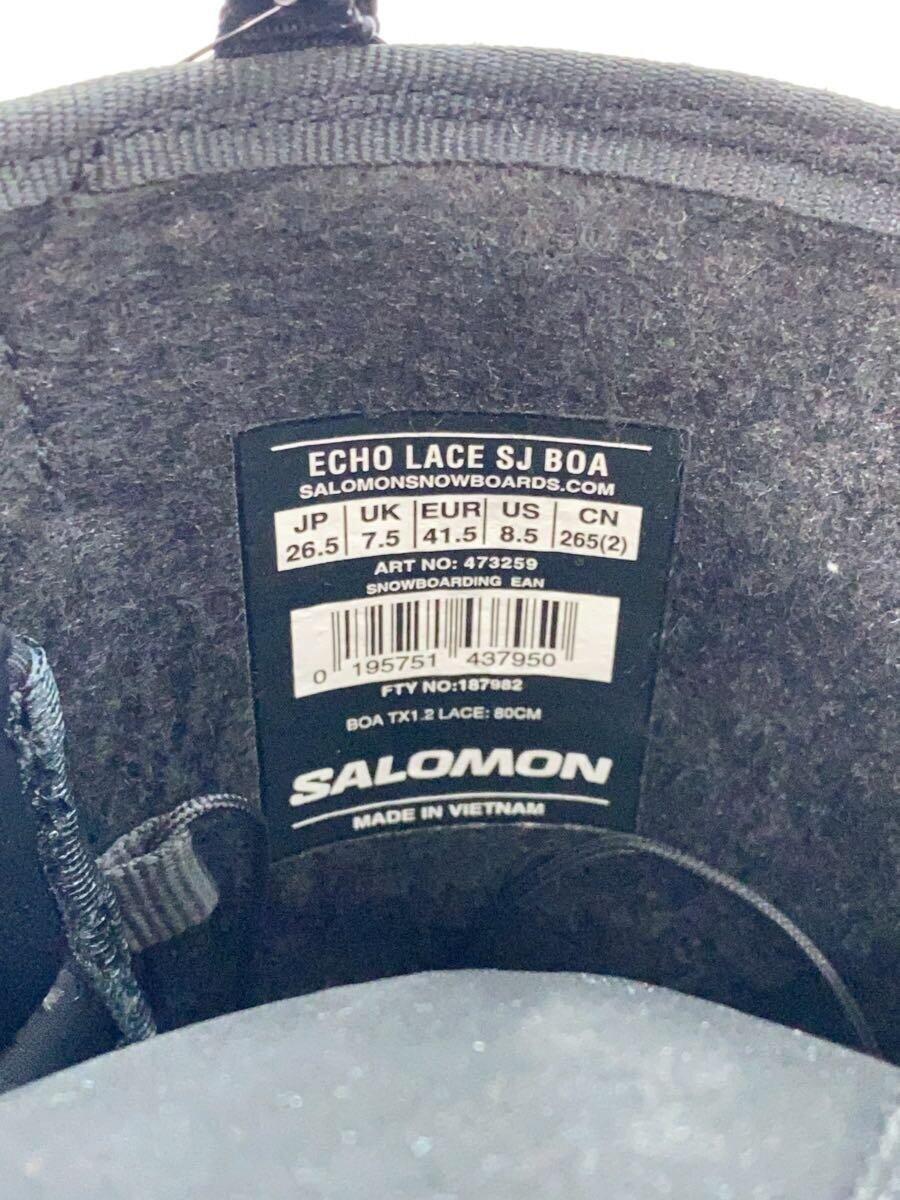 ECHO LACE SJ BOA
SALOMONSNOWBOARDS.COM
JP UK EUR US CN
26.5 7.5 41.5 8.5 265(2)
ART NO: 473259
SNOWBOARDING EAN
0 195751 437950
FTY NO:187982
BOA TX1.2 LACE: 80CM
SALOMON
MADE IN VIETNAM